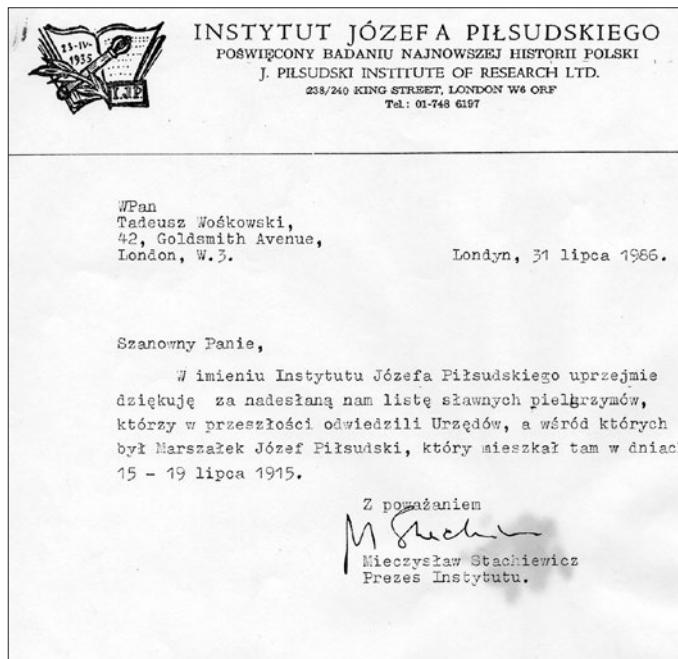 23-IV-
1935
I.J.P.
INSTYTUT JÓZEFA PIŁSUDSKIEGO
POŚWIĘCONY BADANIU NAJNOWSZEJ HISTORII POLSKI
J. PIŁSUDSKI INSTITUTE OF RESEARCH LTD.
238/240 KING STREET, LONDON W6 ORF
Tel.: 01-748 6197
WPan
Tadeusz Wośkowski,
42, Goldsmith Avenue,
London, W.3.
Londyn, 31 lipca 1986.
Szanowny Panie,
W imieniu Instytutu Józefa Piłsudskiego uprzejmie
dziękuję za nadesłaną nam listę sławnych pielgrzymów,
którzy w przeszłości odwiedzili Urzędów, a wśród których
był Marszałek Józef Piłsudski, który mieszkał tam w dniac
15 - 19 lipca 1915.
Z poważaniem
Mieczysław Stachiewicz
Prezes Instytutu.